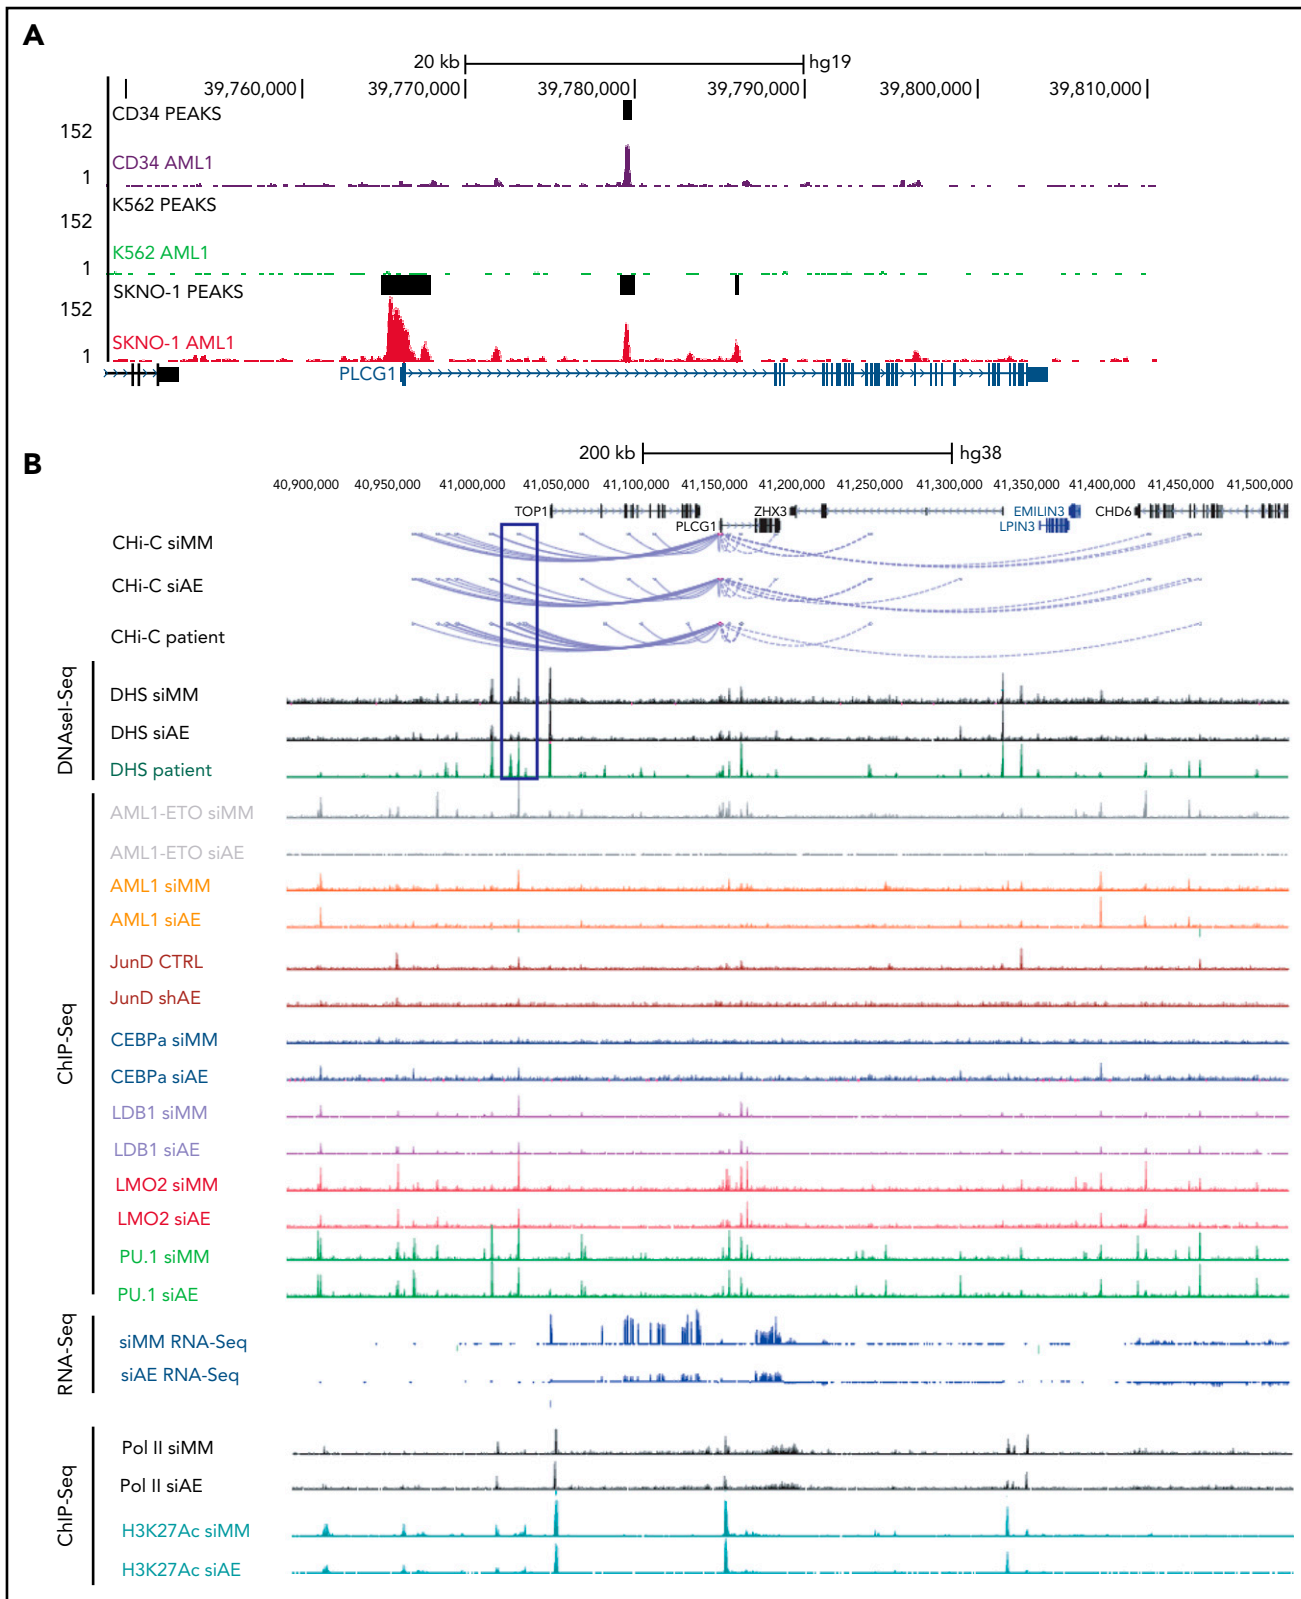 A
20 kb hg19
39,760,000 39,770,000 39,780,000 39,790,000 39,800,000 39,810,000
CD34 PEAKS
152
CD34 AML1
1
K562 PEAKS
152
K562 AML1
1
SKNO-1 PEAKS
152
SKNO-1 AML1
1
PLCG1
B
200 kb hg38
40,900,000 40,950,000 41,000,000 41,050,000 41,100,000 41,150,000 41,200,000 41,250,000 41,300,000 41,350,000 41,400,000 41,450,000 41,500,000
TOP1 ZHX3 EMILIN3 CHD6
PLCG1 LPIN3
CHi-C siMM
CHi-C siAE
CHi-C patient
DNAseI-Seq
DHS siMM
DHS siAE
DHS patient
ChIP-Seq
AML1-ETO siMM
AML1-ETO siAE
AML1 siMM
AML1 siAE
JunD CTRL
JunD shAE
CEBPa siMM
CEBPa siAE
LDB1 siMM
LDB1 siAE
LMO2 siMM
LMO2 siAE
PU.1 siMM
PU.1 siAE
RNA-Seq
siMM RNA-Seq
siAE RNA-Seq
ChIP-Seq
Pol II siMM
Pol II siAE
H3K27Ac siMM
H3K27Ac siAE